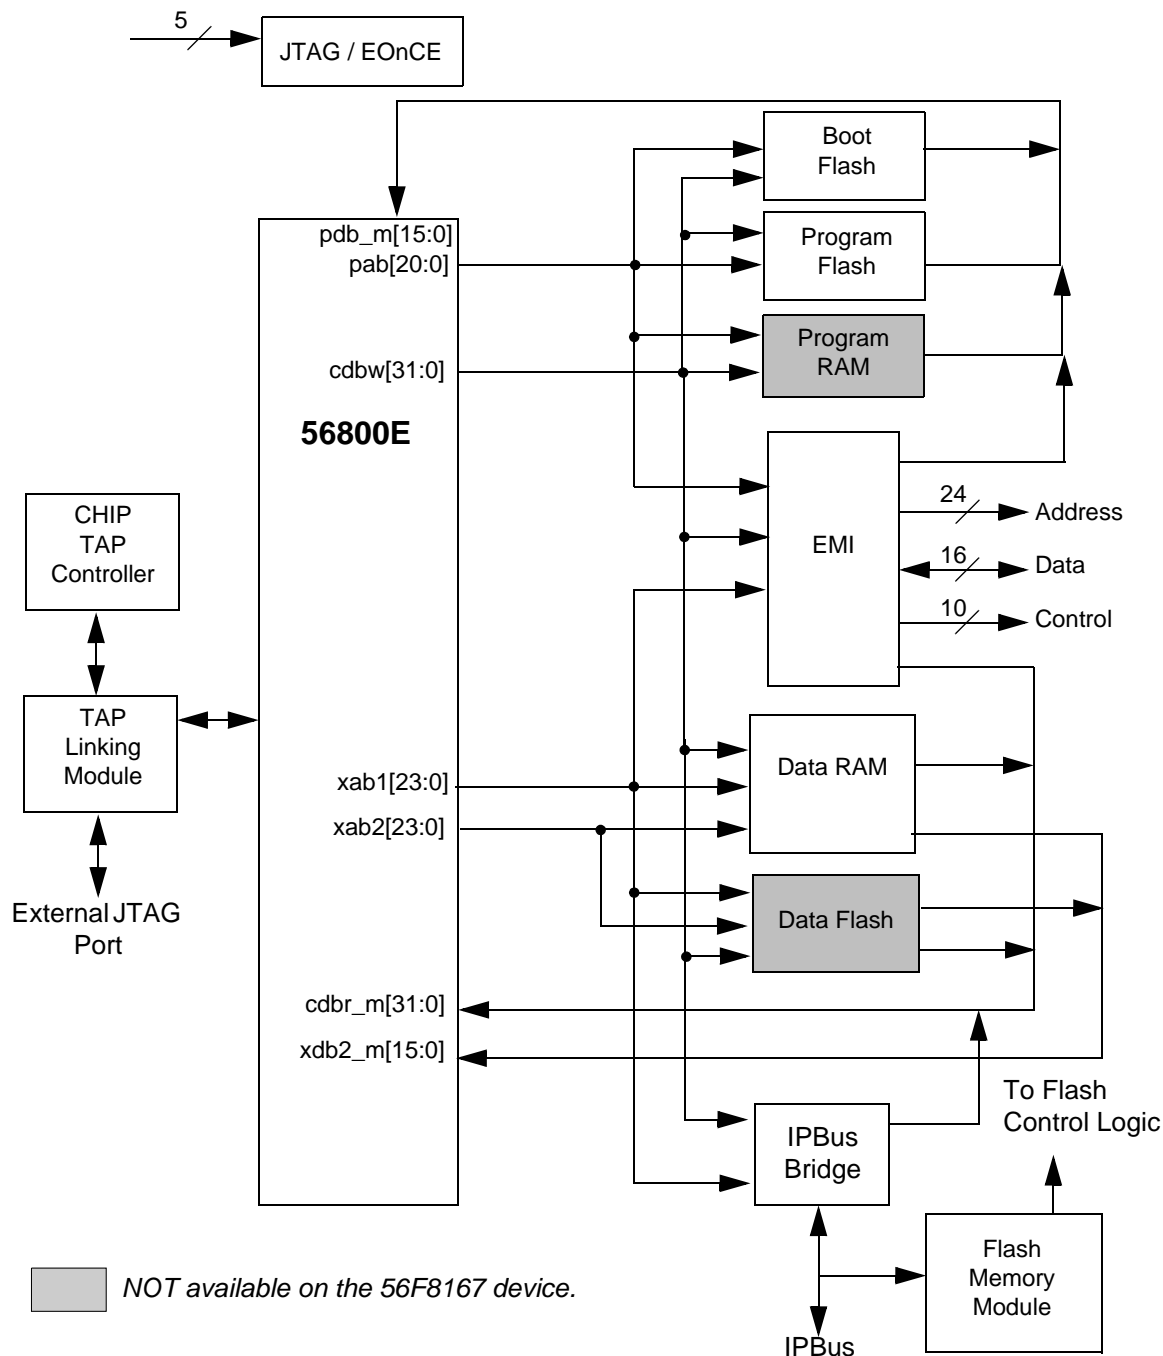 5
JTAG / EOnCE
Boot
Flash
pdb_m[15:0]
pab[20:0]
Program
Flash
cdbw[31:0]
Program
RAM
56800E
CHIP
TAP
Controller
EMI
24
Address
16
Data
10
Control
TAP
Linking
Module
xab1[23:0]
xab2[23:0]
Data RAM
External JTAG
Port
Data Flash
cdbr_m[31:0]
xdb2_m[15:0]
To Flash
Control Logic
IPBus
Bridge
Flash
Memory
Module
NOT available on the 56F8167 device.
IPBus